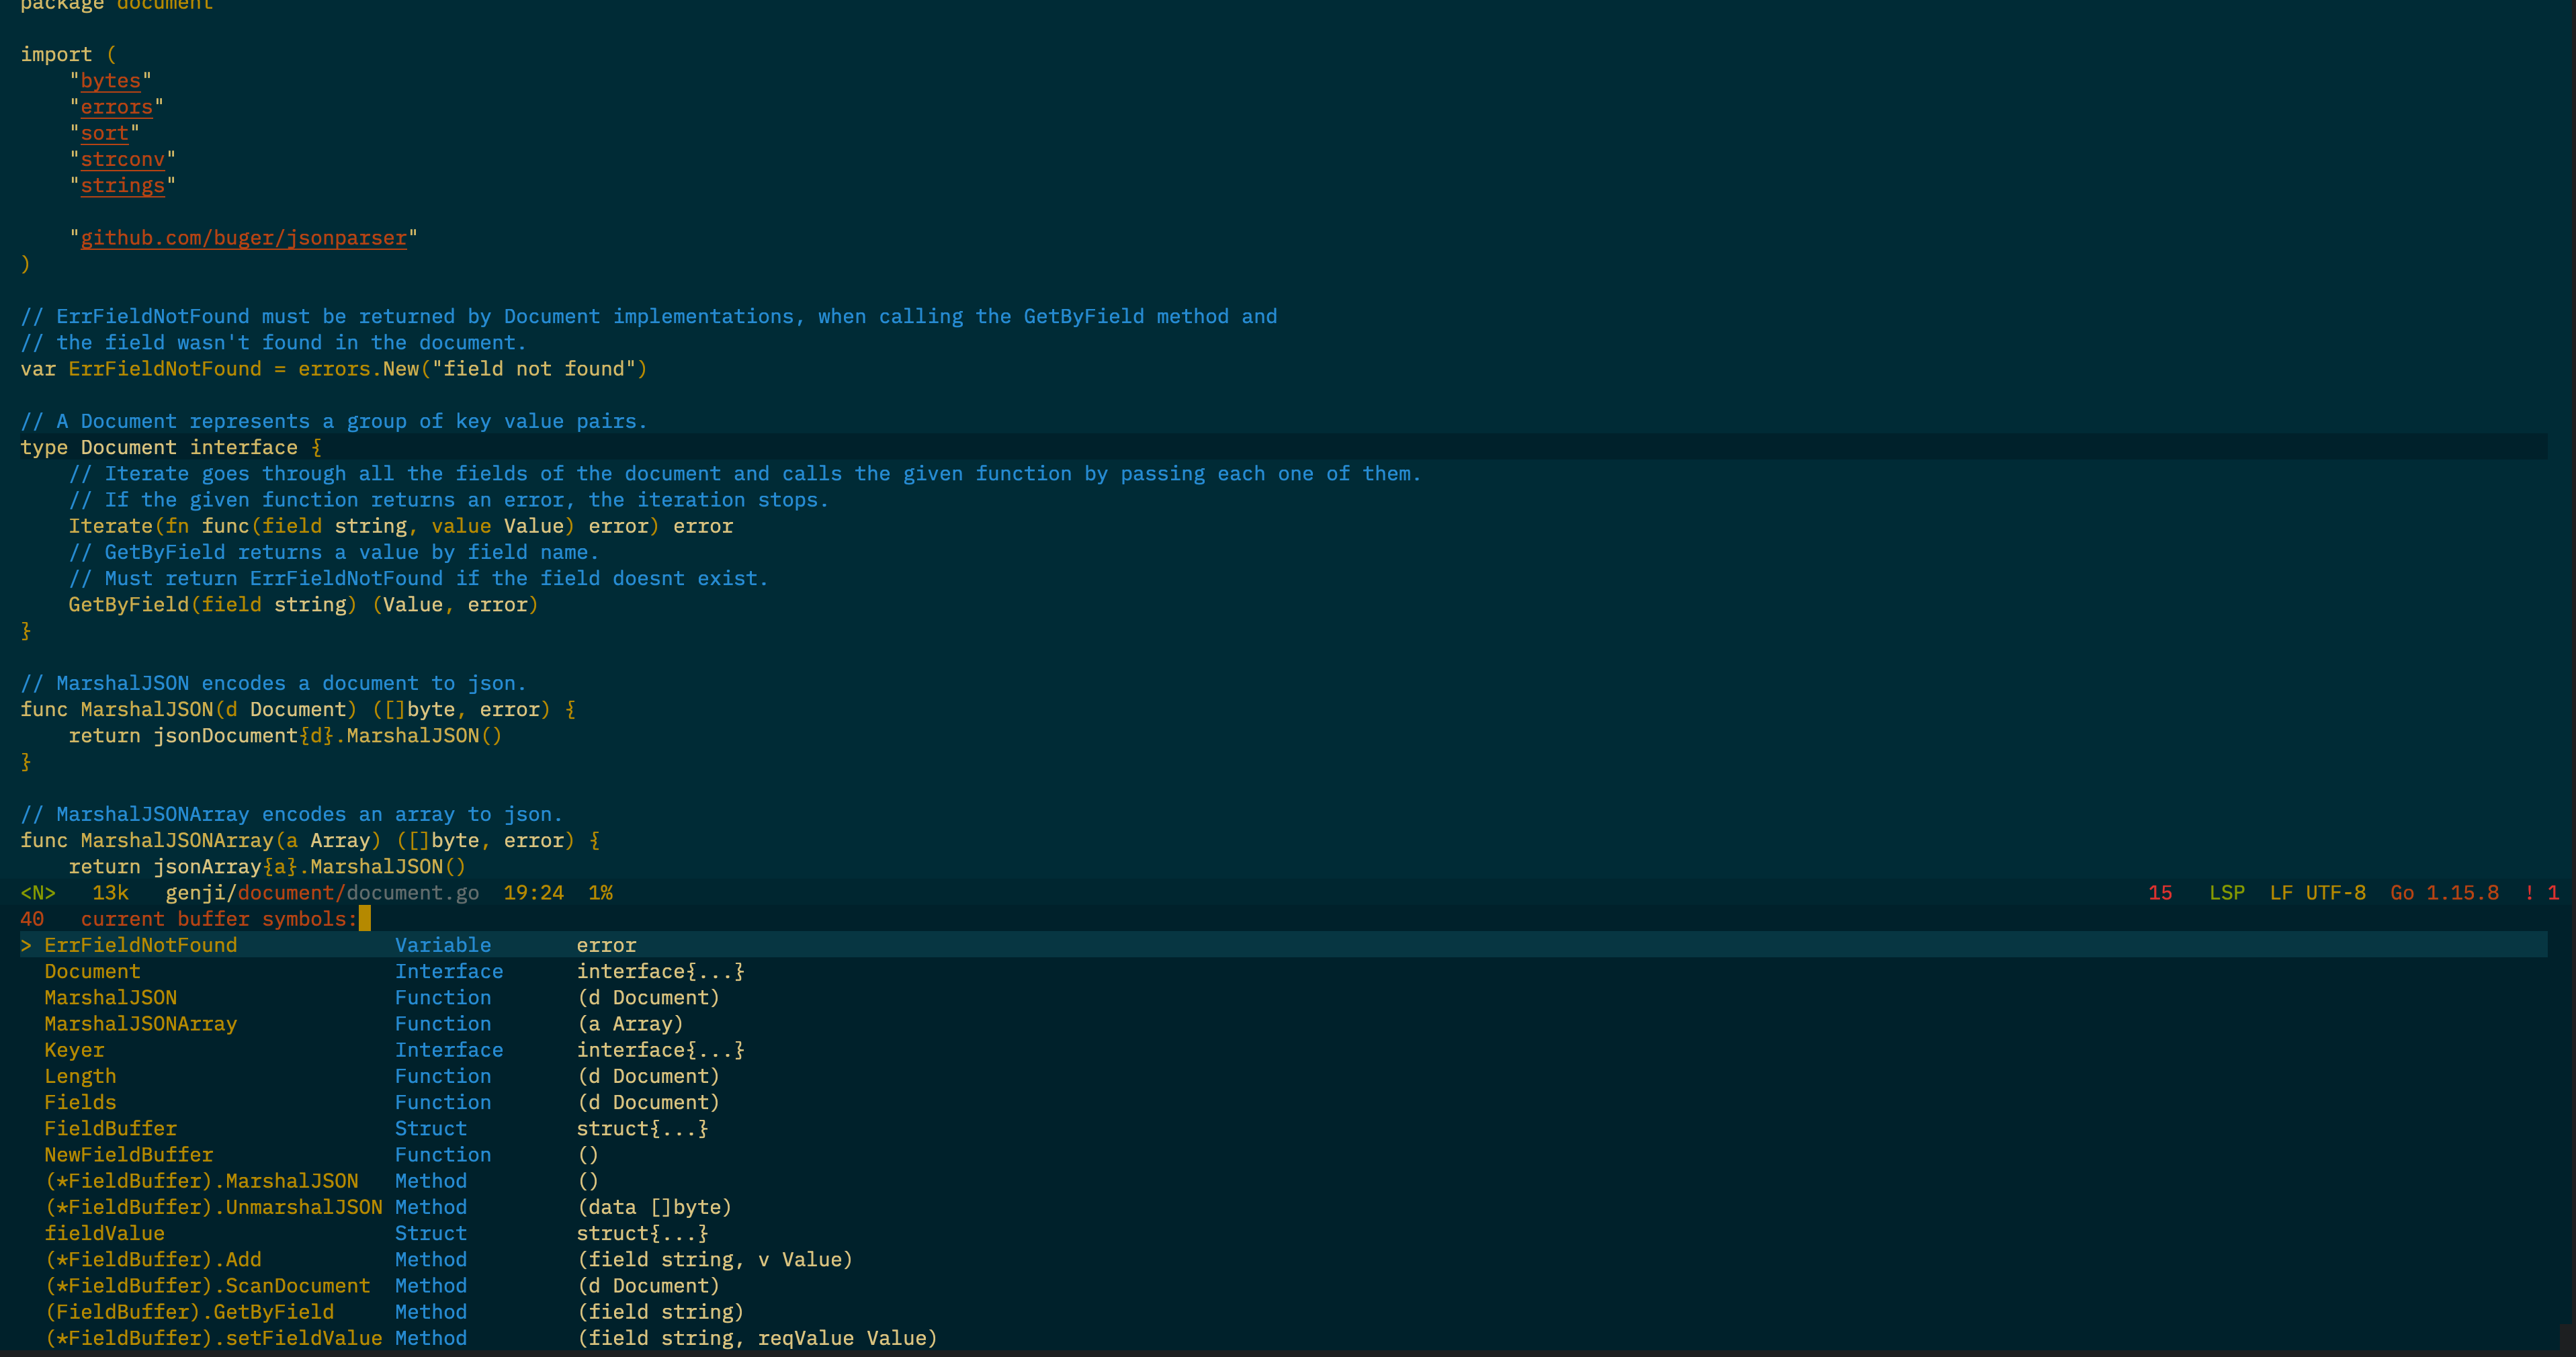 package document
import (
"bytes"
"errors"
"sort"
"strconv"
"strings"
"github.com/buger/jsonparser"
)
// ErrFieldNotFound must be returned by Document implementations, when calling the GetByField method and
// the field wasn't found in the document.
var ErrFieldNotFound = errors.New("field not found")
// A Document represents a group of key value pairs.
type Document interface {
// Iterate goes through all the fields of the document and calls the given function by passing each one of them.
// If the given function returns an error, the iteration stops.
Iterate(fn func(field string, value Value) error) error
// GetByField returns a value by field name.
// Must return ErrFieldNotFound if the field doesnt exist.
GetByField(field string) (Value, error)
}
// MarshalJSON encodes a document to json.
func MarshalJSON(d Document) ([]byte, error) {
return jsonDocument{d}.MarshalJSON()
}
// MarshalJSONArray encodes an array to json.
func MarshalJSONArray(a Array) ([]byte, error) {
return jsonArray{a}.MarshalJSON()
<N> 13k genji/document/document.go 19:24 1% 15 LSP LF UTF-8 Go 1.15.8 ! 1
40 current buffer symbols:
> ErrFieldNotFound Variable error
Document Interface interface{...}
MarshalJSON Function (d Document)
MarshalJSONArray Function (a Array)
Keyer Interface interface{...}
Length Function (d Document)
Fields Function (d Document)
FieldBuffer Struct struct{...}
NewFieldBuffer Function ()
(*FieldBuffer).MarshalJSON Method ()
(*FieldBuffer).UnmarshalJSON Method (data []byte)
fieldValue Struct struct{...}
(*FieldBuffer).Add Method (field string, v Value)
(*FieldBuffer).ScanDocument Method (d Document)
(FieldBuffer).GetByField Method (field string)
(*FieldBuffer).setFieldValue Method (field string, reqValue Value)